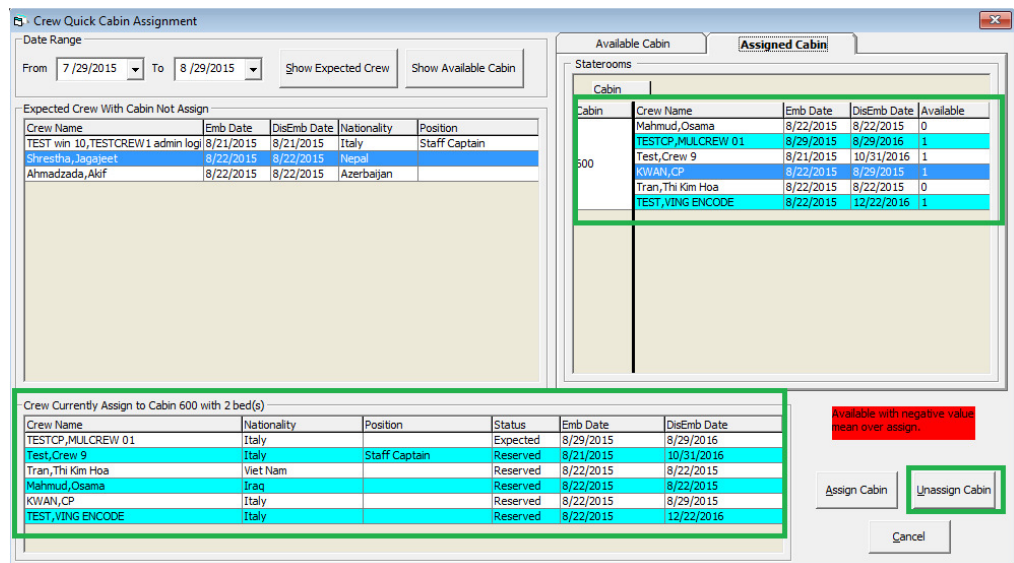 Crew Quick Cabin Assignment
Date Range
From 7 /29/2015 To 8 /29/2015 Show Expected Crew Show Available Cabin
Expected Crew With Cabin Not Assign
Crew Name Emb Date DisEmb Date Nationality Position
TEST win 10,TESTCREW1 admin logi 8/21/2015 8/21/2015 Italy Staff Captain
Shrestha,Jagajeet 8/22/2015 8/22/2015 Nepal
Ahmadzada,Akif 8/22/2015 8/22/2015 Azerbaijan
Available Cabin Assigned Cabin
Staterooms
Cabin
Cabin Crew Name Emb Date DisEmb Date Available
Mahmud,Osama 8/22/2015 8/22/2015 0
TESTCP,MULCREW 01 8/29/2015 8/29/2016 1
Test,Crew 9 8/21/2015 10/31/2016 1
600
KWAN,CP 8/22/2015 8/29/2015 1
Tran,Thi Kim Hoa 8/22/2015 8/22/2015 0
TEST,VING ENCODE 8/22/2015 12/22/2016 1
Crew Currently Assign to Cabin 600 with 2 bed(s)
Crew Name Nationality Position Status Emb Date DisEmb Date
TESTCP,MULCREW 01 Italy Expected 8/29/2015 8/29/2016
Test,Crew 9 Italy Staff Captain Reserved 8/21/2015 10/31/2016
Tran,Thi Kim Hoa Viet Nam Reserved 8/22/2015 8/22/2015
Mahmud,Osama Iraq Reserved 8/22/2015 8/22/2015
KWAN,CP Italy Reserved 8/22/2015 8/29/2015
TEST,VING ENCODE Italy Reserved 8/22/2015 12/22/2016
Available with negative value
mean over assign.
Assign Cabin Unassign Cabin
Cancel